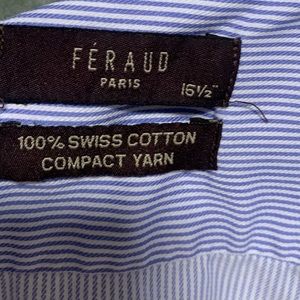 FÉRAUD
PARIS
16½"
100% SWISS COTTON
COMPACT YARN